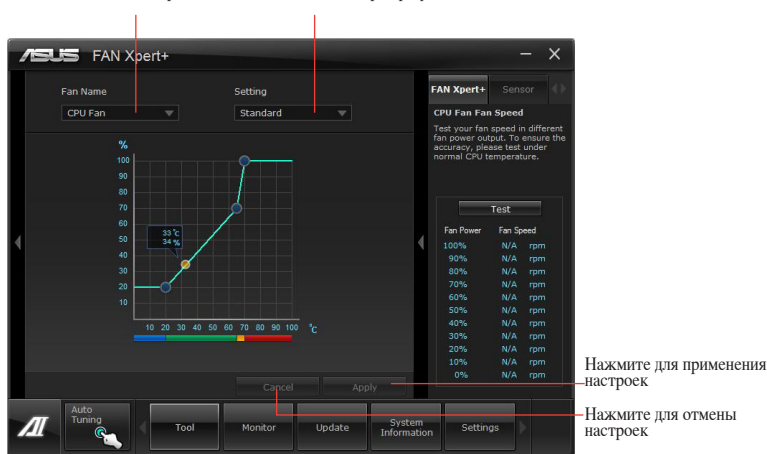 ASUS FAN Xpert+
Fan Name
Setting
CPU Fan
Standard
%
100
90
80
70
60
50
40
30
20
10
33 °C
34 %
10 20 30 40 50 60 70 80 90 100 °C
Cancel
Apply
FAN Xpert+
Sensor
CPU Fan Fan Speed
Test your fan speed in different
fan power output. To ensure the
accuracy, please test under
normal CPU temperature.
Test
Fan Power Fan Speed
100% N/A rpm
90% N/A rpm
80% N/A rpm
70% N/A rpm
60% N/A rpm
50% N/A rpm
40% N/A rpm
30% N/A rpm
20% N/A rpm
10% N/A rpm
0% N/A rpm
Нажмите для применения
настроек
Нажмите для отмены
настроек
Auto
Tuning
Tool
Monitor
Update
System
Information
Settings